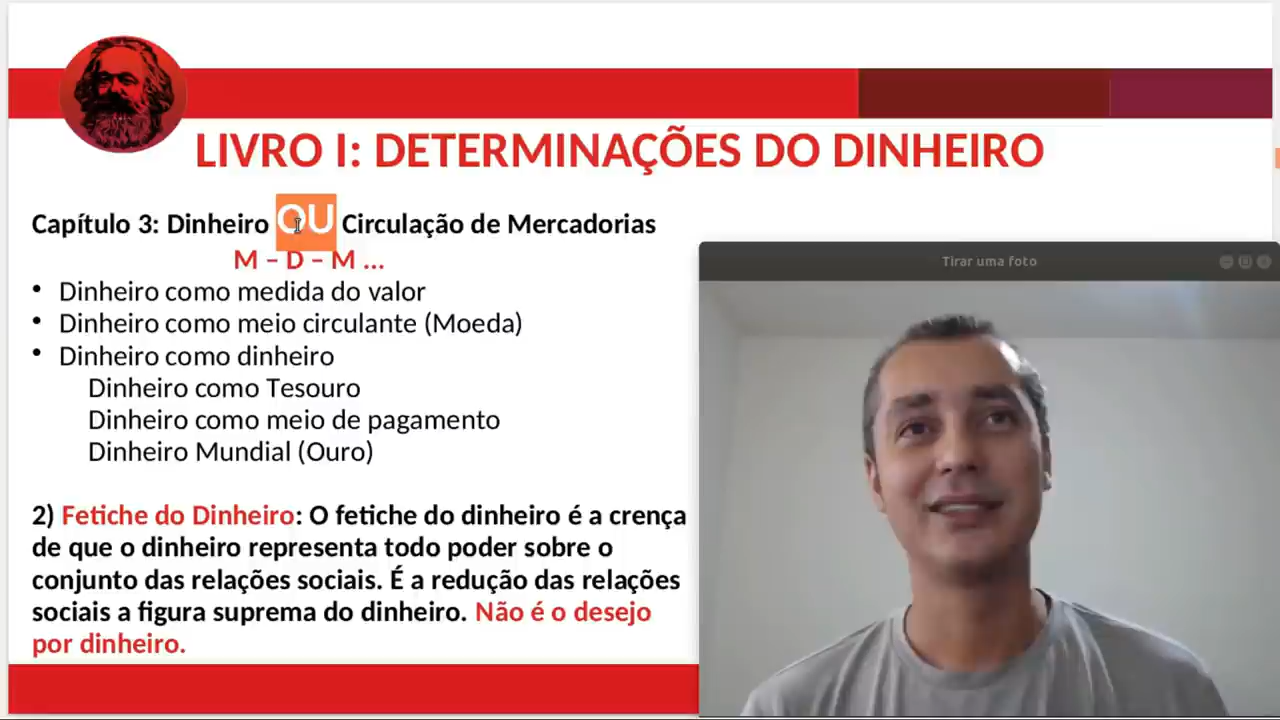 LIVRO I: DETERMINAÇÕES DO DINHEIRO
Capítulo 3: Dinheiro OU Circulação de Mercadorias
M – D – M ...
• Dinheiro como medida do valor
• Dinheiro como meio circulante (Moeda)
• Dinheiro como dinheiro
Dinheiro como Tesouro
Dinheiro como meio de pagamento
Dinheiro Mundial (Ouro)
2) Fetiche do Dinheiro: O fetiche do dinheiro é a crença
de que o dinheiro representa todo poder sobre o
conjunto das relações sociais. É a redução das relações
sociais a figura suprema do dinheiro. Não é o desejo
por dinheiro.
Tirar uma foto